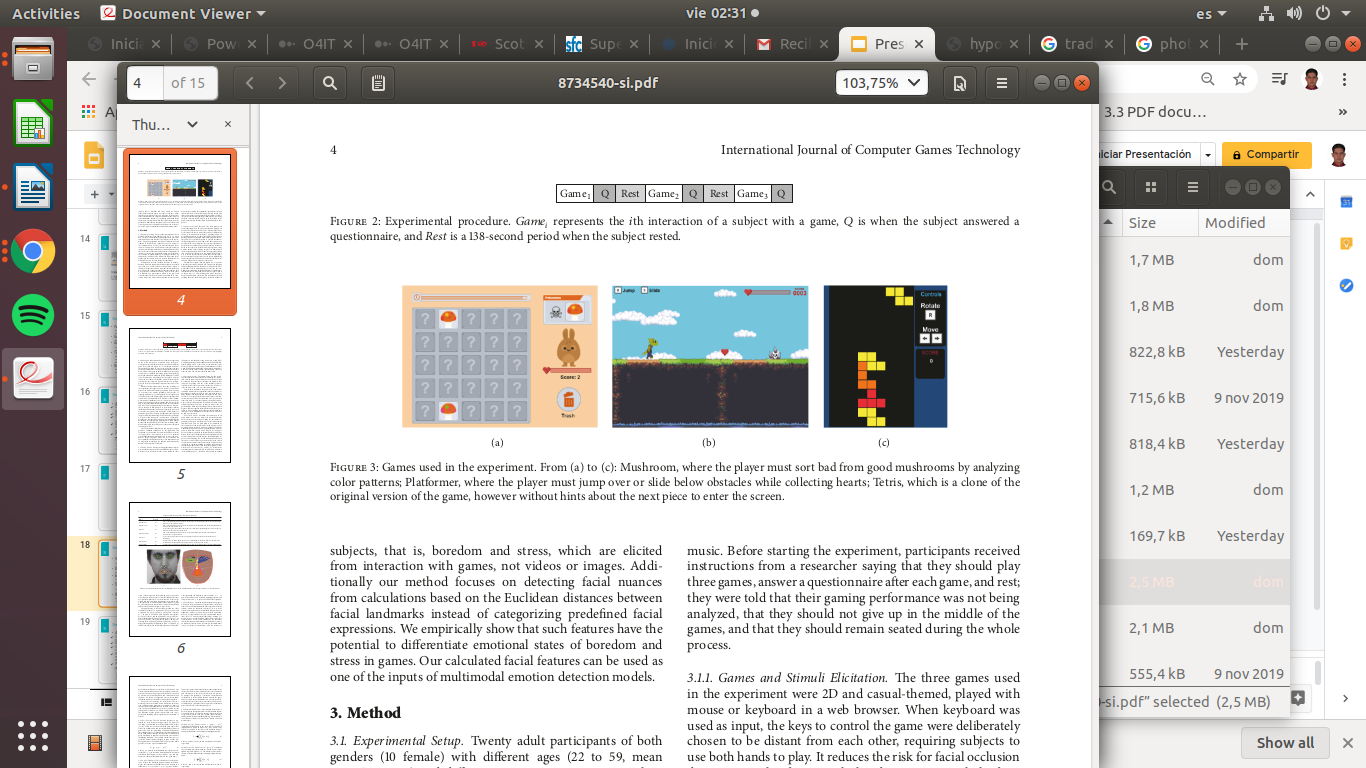 Activities
Document Viewer
vie 02:31
es
Inicia
Powe
O4IT
O4IT
Scot
sfc
Supe
Inicio
Recil
Pres
hypo
trad
phot
4
of 15
8734540-si.pdf
103,75%
3.3 PDF docu…
Thu…
niciar Presentación
Compartir
14
15
16
17
18
19
4
5
6
Size
Modified
1,7 MB
dom
1,8 MB
dom
822,8 kB
Yesterday
715,6 kB
9 nov 2019
818,4 kB
Yesterday
1,2 MB
dom
169,7 kB
Yesterday
2,5 MB
dom
2,1 MB
dom
555,4 kB
9 nov 2019
-si.pdf” selected (2,5 MB)
Show all
4
International Journal of Computer Games Technology
Game1 Q Rest Game2 Q Rest Game3 Q
Figure 2: Experimental procedure. Gamei represents the ith interaction of a subject with a game, Q is when the subject answered a
questionnaire, and Rest is a 138-second period when the subject rested.
Score: 2
Trash
Jump
Slide
0003
Controls
Rotate
R
Move
SCORE
0
(a)
(b)
(c)
Figure 3: Games used in the experiment. From (a) to (c): Mushroom, where the player must sort bad from good mushrooms by analyzing
color patterns; Platformer, where the player must jump over or slide below obstacles while collecting hearts; Tetris, which is a clone of the
original version of the game, however without hints about the next piece to enter the screen.
subjects, that is, boredom and stress, which are elicited
from interaction with games, not videos or images. Addi-
tionally our method focuses on detecting facial nuances
from calculations based on the Euclidean distances between
facial landmarks instead of categorizing predefined facial
expressions. We empirically show that such features have the
potential to differentiate emotional states of boredom and
stress in games. Our calculated facial features can be used as
one of the inputs of multimodal emotion detection models.
3. Method
3.1. Experimental Setup. Twenty adult participants of both
genders (10 female) with different ages (22 to 59, mean
music. Before starting the experiment, participants received
instructions from a researcher saying that they should play
three games, answer a questionnaire after each game, and rest;
they were told that their gaming performance was not being
analyzed, that they should not give up in the middle of the
games, and that they should remain seated during the whole
process.
3.1.1. Games and Stimuli Elicitation. The three games used
in the experiment were 2D and casual-themed, played with
mouse or keyboard in a web browser. When keyboard was
used as input, the keys to control the game were deliberately
chosen to be distant from each other, requiring subjects to
use both hands to play. It reduces the risk for facial occlusion